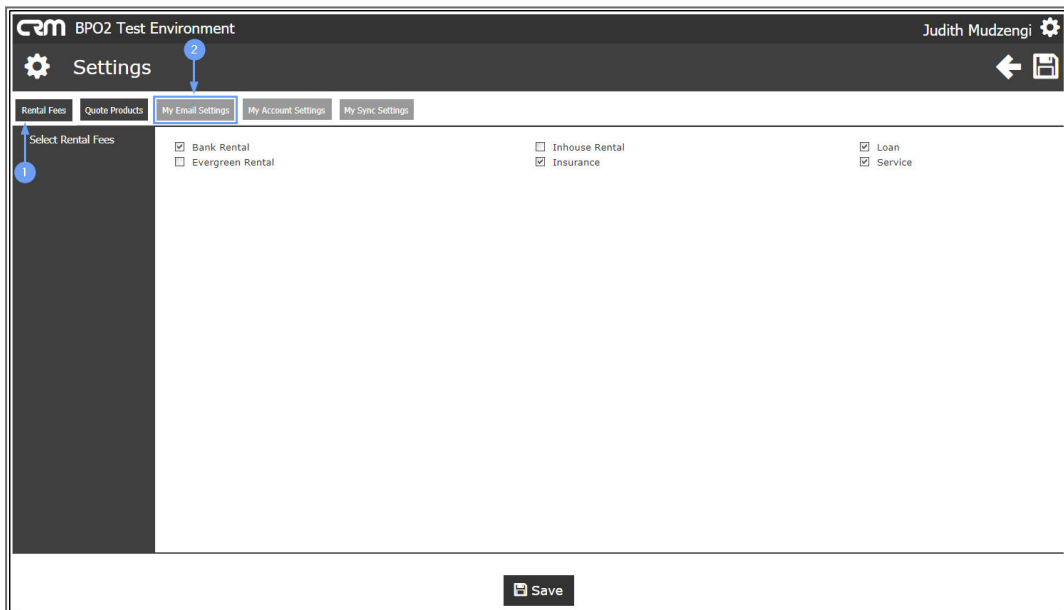 CRM BPO2 Test Environment Judith Mudzengi
2
Settings
Rental Fees Quote Products My Email Settings My Account Settings My Sync Settings
Select Rental Fees
1
Bank Rental Inhouse Rental Loan
Evergreen Rental Insurance Service
Save